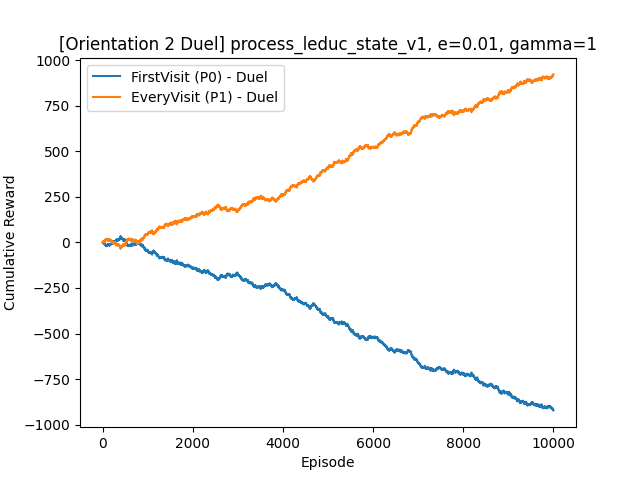 [Orientation 2 Duel] process_leduc_state_v1, e=0.01, gamma=1
FirstVisit (P0) - Duel
EveryVisit (P1) - Duel
1000
750
500
250
0
−250
−500
−750
−1000
Cumulative Reward
0 2000 4000 6000 8000 10000
Episode